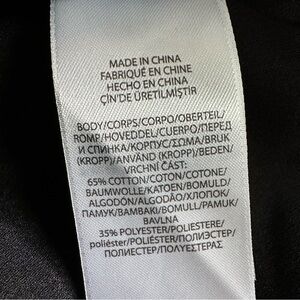 MADE IN CHINA
FABRIQUÉ EN CHINE
HECHO EN CHINA
ÇİN'DE ÜRETİLMİŞTİR
BODY/CORPS/CORPO/OBERTEIL/
ROMP/HOVEDDEL/CUERPO/ПЕРЕД
И СПИНКА/КОРПУС/ΣΩΜΑ/BRUK
(KROPP)/ANVÄND (KROPP)/BEDEN/
VRCHNÍ ČÁST:
65% COTTON/COTON/COTONE/
BAUMWOLLE/KATOEN/BOMULD/
ALGODÓN/ALGODÃO/ХЛОПОК/
ПАМУК/ΒΑΜΒΑΚΙ/BOMULL/PAMUK/
BAVLNA
35% POLYESTER/POLIESTERE/
poliéster/POLIÉSTER/ПОЛИЭСТЕР/
ПОЛИЕСТЕР/ΠΟΛΥΕΣΤΕΡΑΣ